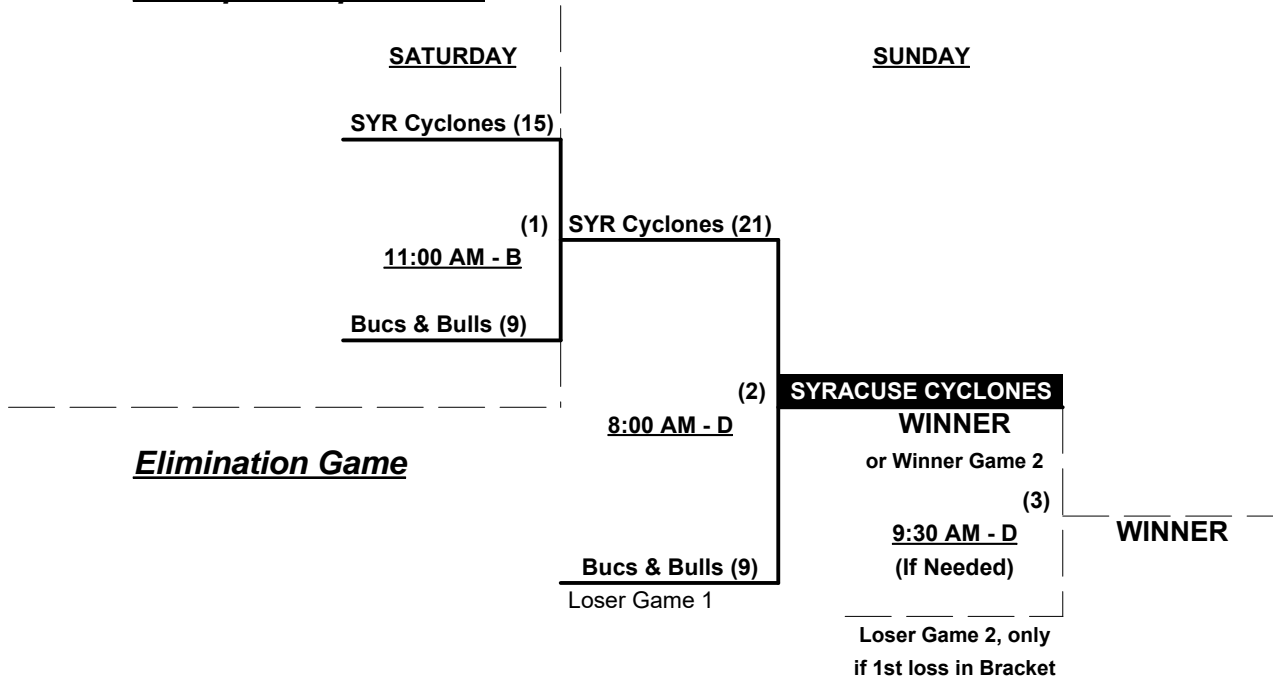 SATURDAY
SUNDAY
SYR Cyclones (15)
(1)
SYR Cyclones (21)
11:00 AM - B
Bucs & Bulls (9)
(2)
SYRACUSE CYCLONES
8:00 AM - D
WINNER
Elimination Game
or Winner Game 2
(3)
9:30 AM - D
WINNER
Bucs & Bulls (9)
(If Needed)
Loser Game 1
Loser Game 2, only
if 1st loss in Bracket